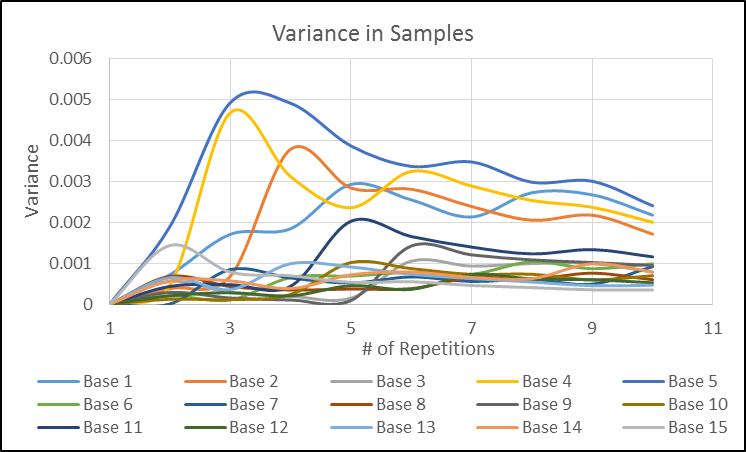 Variance in Samples
0.006
0.005
0.004
0.003
0.002
0.001
0
Variance
1 3 5 7 9 11
# of Repetitions
Base 1 Base 2 Base 3 Base 4 Base 5
Base 6 Base 7 Base 8 Base 9 Base 10
Base 11 Base 12 Base 13 Base 14 Base 15